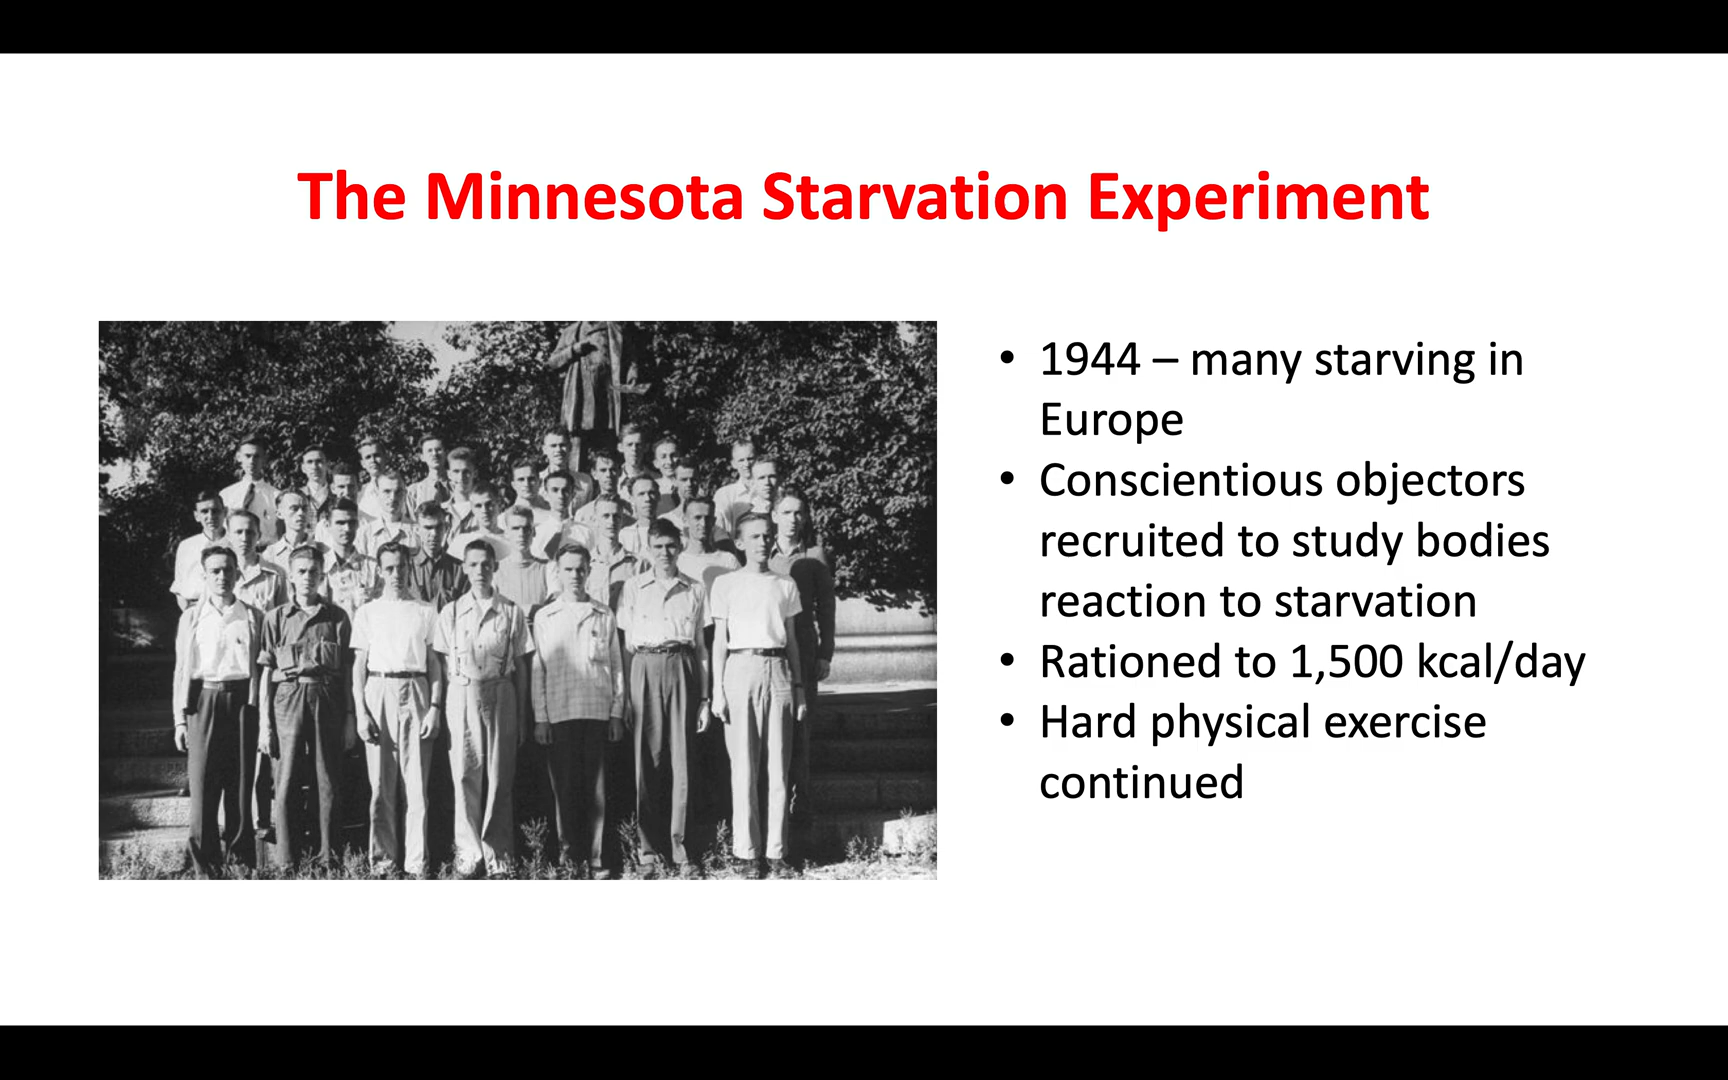 The Minnesota Starvation Experiment
• 1944 – many starving in
Europe
• Conscientious objectors
recruited to study bodies
reaction to starvation
• Rationed to 1,500 kcal/day
• Hard physical exercise
continued